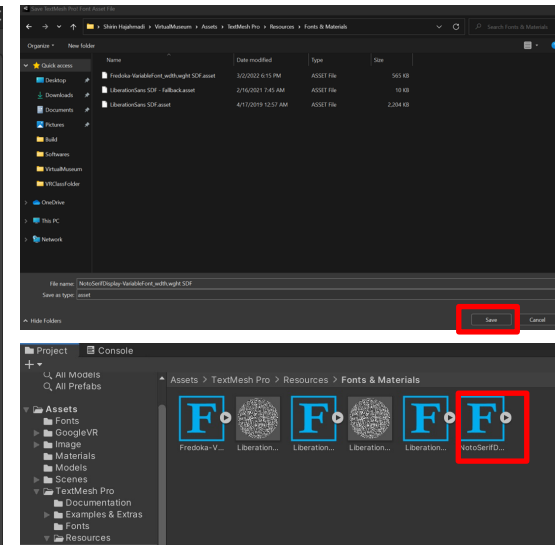 Save TextMesh Pro! Font Asset File
Shirin Hajiahmadi > VirtualMuseum > Assets > TextMesh Pro > Resources > Fonts & Materials
Search Fonts & Materials
Organize
New folder
Name
Date modified
Type
Size
Quick access
Fredoka-VariableFont_wdth,wght SDF.asset 3/2/2022 6:15 PM ASSET File 565 KB
Desktop
LiberationSans SDF - Fallback.asset 2/16/2021 7:45 AM ASSET File 10 KB
Downloads
LiberationSans SDF.asset 4/17/2019 12:57 AM ASSET File 2,204 KB
Documents
Pictures
Build
Softwares
VirtualMuseum
VRClassFolder
OneDrive
This PC
Network
File name: NotoSerifDisplay-VariableFont_wdth,wght SDF
Save as type: asset
Hide Folders
Save
Cancel
Project
Console
All Models
All Prefabs
Assets > TextMesh Pro > Resources > Fonts & Materials
Assets
Fonts
GoogleVR
Image
Materials
Models
Scenes
TextMesh Pro
Documentation
Examples & Extras
Fonts
Resources
Fredoka-V...
Liberation...
Liberation...
Liberation...
Liberation...
NotoSerifD...